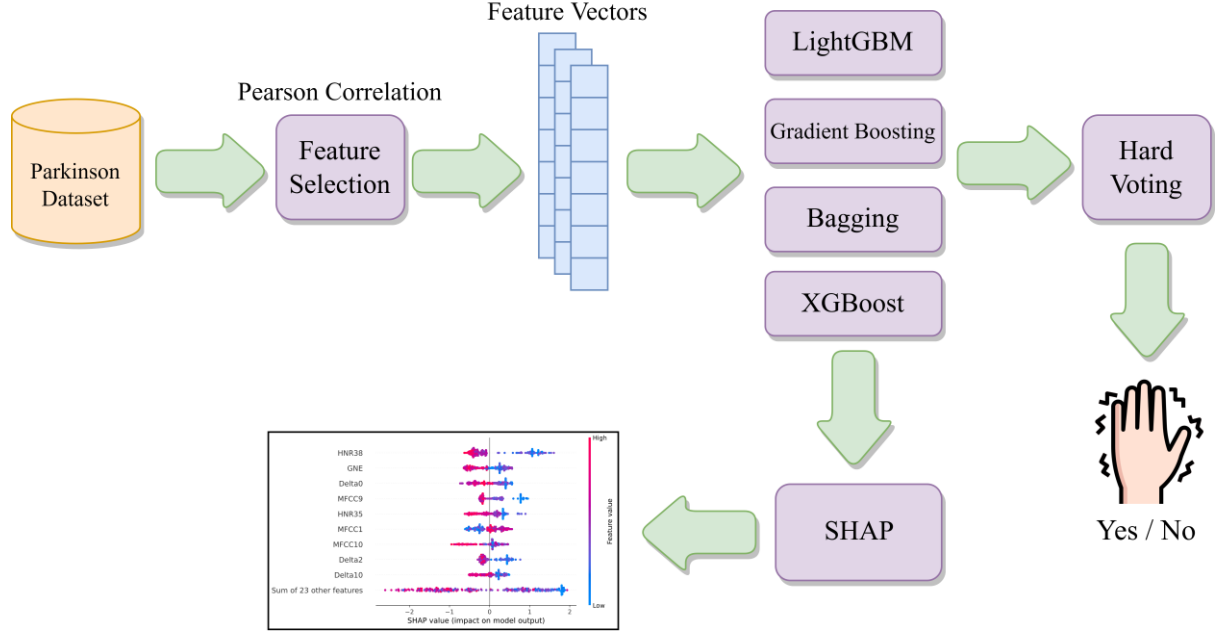 Feature Vectors
Pearson Correlation
Parkinson
Dataset
Feature
Selection
LightGBM
Gradient Boosting
Bagging
XGBoost
Hard
Voting
Yes / No
SHAP
High
HNR38
GNE
Delta0
MFCC9
HNR35
MFCC1
MFCC10
Delta2
Delta10
Sum of 23 other features
Feature value
Low
−2
−1
0
1
2
SHAP value (impact on model output)